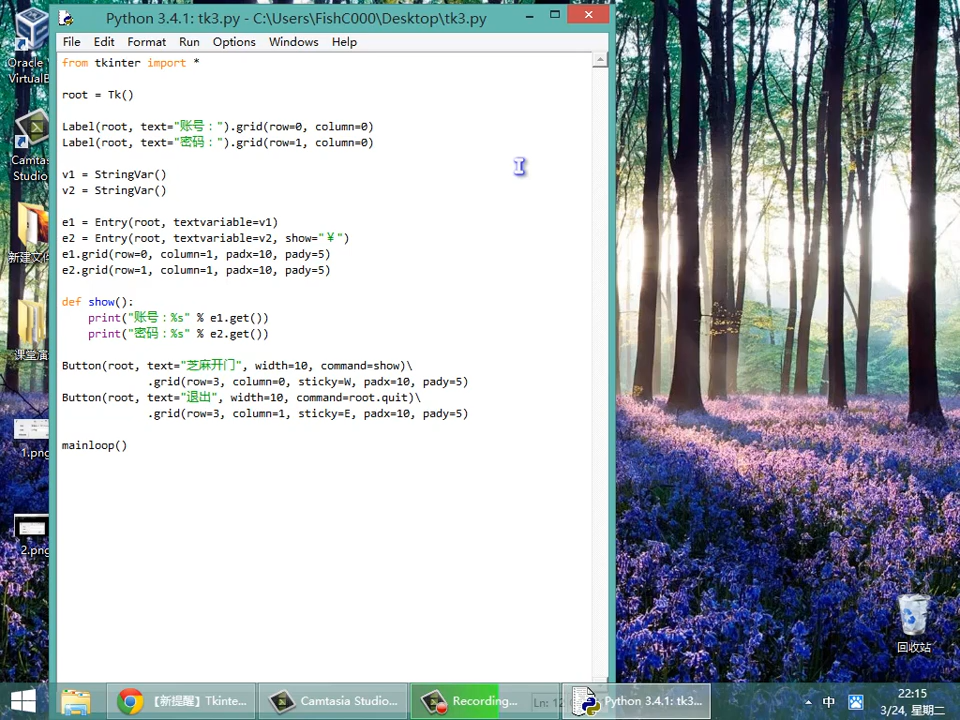 Python 3.4.1: tk3.py - C:\Users\FishC000\Desktop\tk3.py
File Edit Format Run Options Windows Help
from tkinter import *
root = Tk()
Label(root, text="账号：").grid(row=0, column=0)
Label(root, text="密码：").grid(row=1, column=0)
v1 = StringVar()
v2 = StringVar()
e1 = Entry(root, textvariable=v1)
e2 = Entry(root, textvariable=v2, show="￥")
e1.grid(row=0, column=1, padx=10, pady=5)
e2.grid(row=1, column=1, padx=10, pady=5)
def show():
    print("账号：%s" % e1.get())
    print("密码：%s" % e2.get())
Button(root, text="芝麻开门", width=10, command=show)\
             .grid(row=3, column=0, sticky=W, padx=10, pady=5)
Button(root, text="退出", width=10, command=root.quit)\
             .grid(row=3, column=1, sticky=E, padx=10, pady=5)
mainloop()
Oracle
VirtualB
Camtas
Studio
新建文件
课堂演
1.png
2.png
回收站
【新提醒】Tkinte...
Camtasia Studio...
Recording...
Ln: 12
Python 3.4.1: tk3...
中
22:15
3/24, 星期二